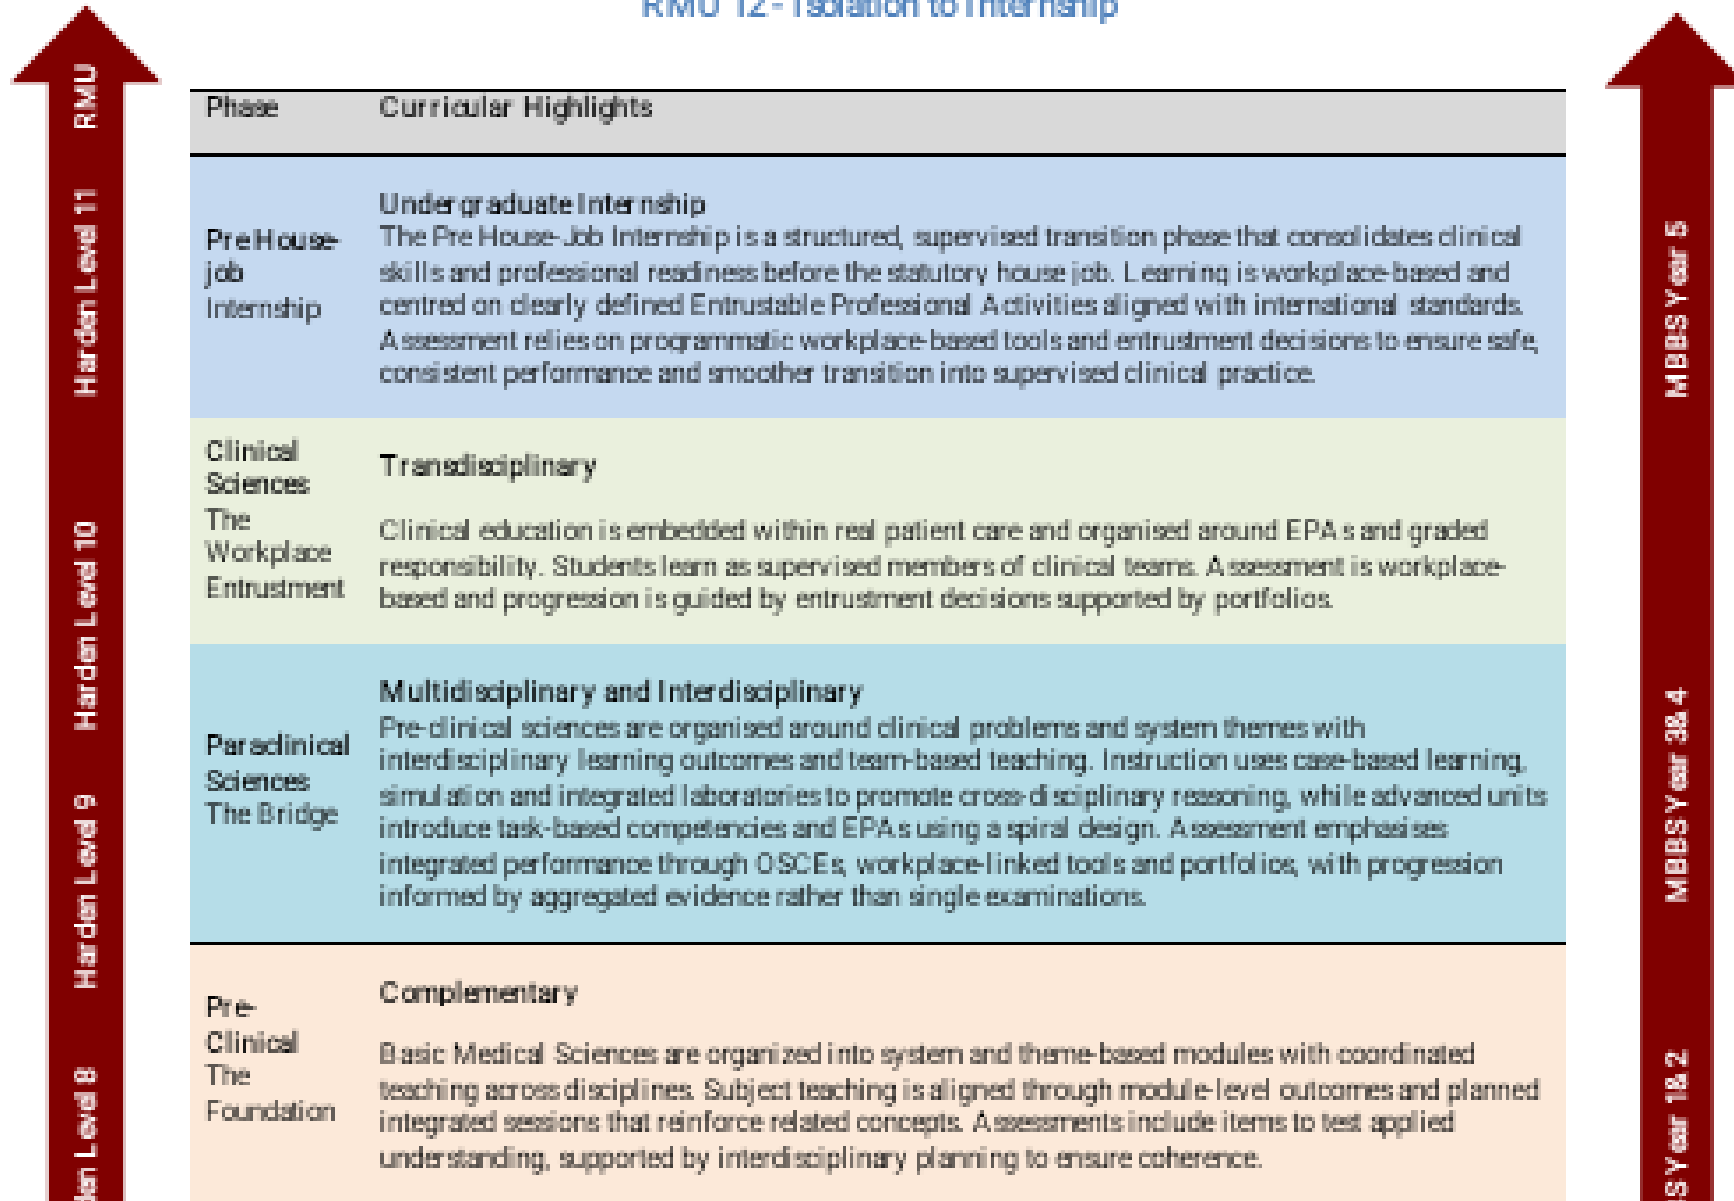 RMU 12 - Isolation to Internship
Phase Curricular Highlights
Undergraduate Internship
Pre House-
job
Internship
The Pre House-Job Internship is a structured, supervised transition phase that consolidates clinical
skills and professional readiness before the statutory house job. Learning is workplace-based and
centred on clearly defined Entrustable Professional Activities aligned with international standards.
Assessment relies on programmatic workplace-based tools and entrustment decisions to ensure safe,
consistent performance and smoother transition into supervised clinical practice.
Clinical
Sciences
The
Workplace
Entrustment
Transdisciplinary
Clinical education is embedded within real patient care and organised around EPAs and graded
responsibility. Students learn as supervised members of clinical teams. Assessment is workplace-
based and progression is guided by entrustment decisions supported by portfolios.
Paraclinical
Sciences
The Bridge
Multidisciplinary and Interdisciplinary
Pre-clinical sciences are organised around clinical problems and system themes with
interdisciplinary learning outcomes and team-based teaching. Instruction uses case-based learning,
simulation and integrated laboratories to promote cross-disciplinary reasoning, while advanced units
introduce task-based competencies and EPAs using a spiral design. Assessment emphasises
integrated performance through OSCEs, workplace-linked tools and portfolios, with progression
informed by aggregated evidence rather than single examinations.
Pre-
Clinical
The
Foundation
Complementary
Basic Medical Sciences are organized into system and theme-based modules with coordinated
teaching across disciplines. Subject teaching is aligned through module-level outcomes and planned
integrated sessions that reinforce related concepts. Assessments include items to test applied
understanding, supported by interdisciplinary planning to ensure coherence.
RMU
Harden Level 11
Harden Level 10
Harden Level 9
Level 8
MBBS Year 5
MBBS Year 3& 4
Year 1& 2